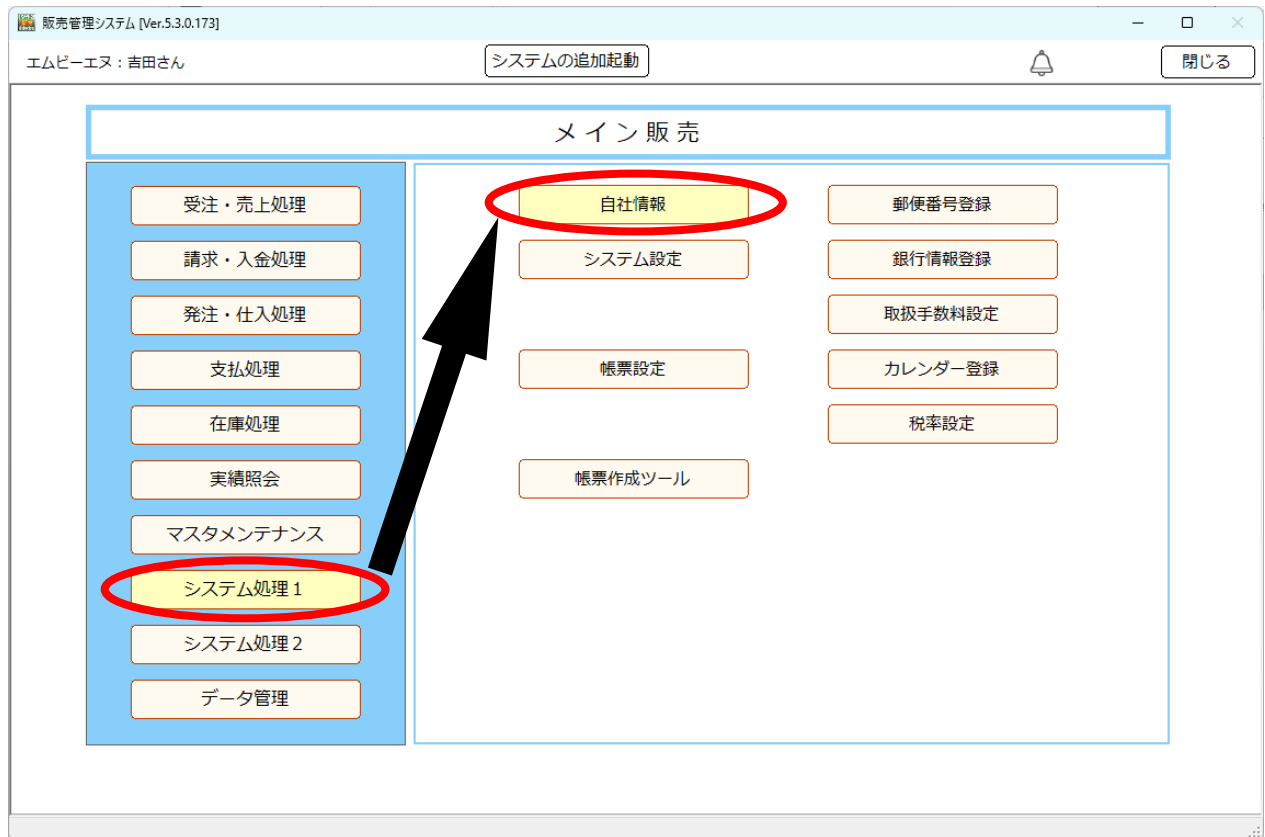 販売管理システム [Ver.5.3.0.173]
エムビーエヌ：吉田さん
システムの追加起動
閉じる
メイン販売
受注・売上処理
請求・入金処理
発注・仕入処理
支払処理
在庫処理
実績照会
マスタメンテナンス
システム処理１
システム処理２
データ管理
自社情報
システム設定
帳票設定
帳票作成ツール
郵便番号登録
銀行情報登録
取扱手数料設定
カレンダー登録
税率設定